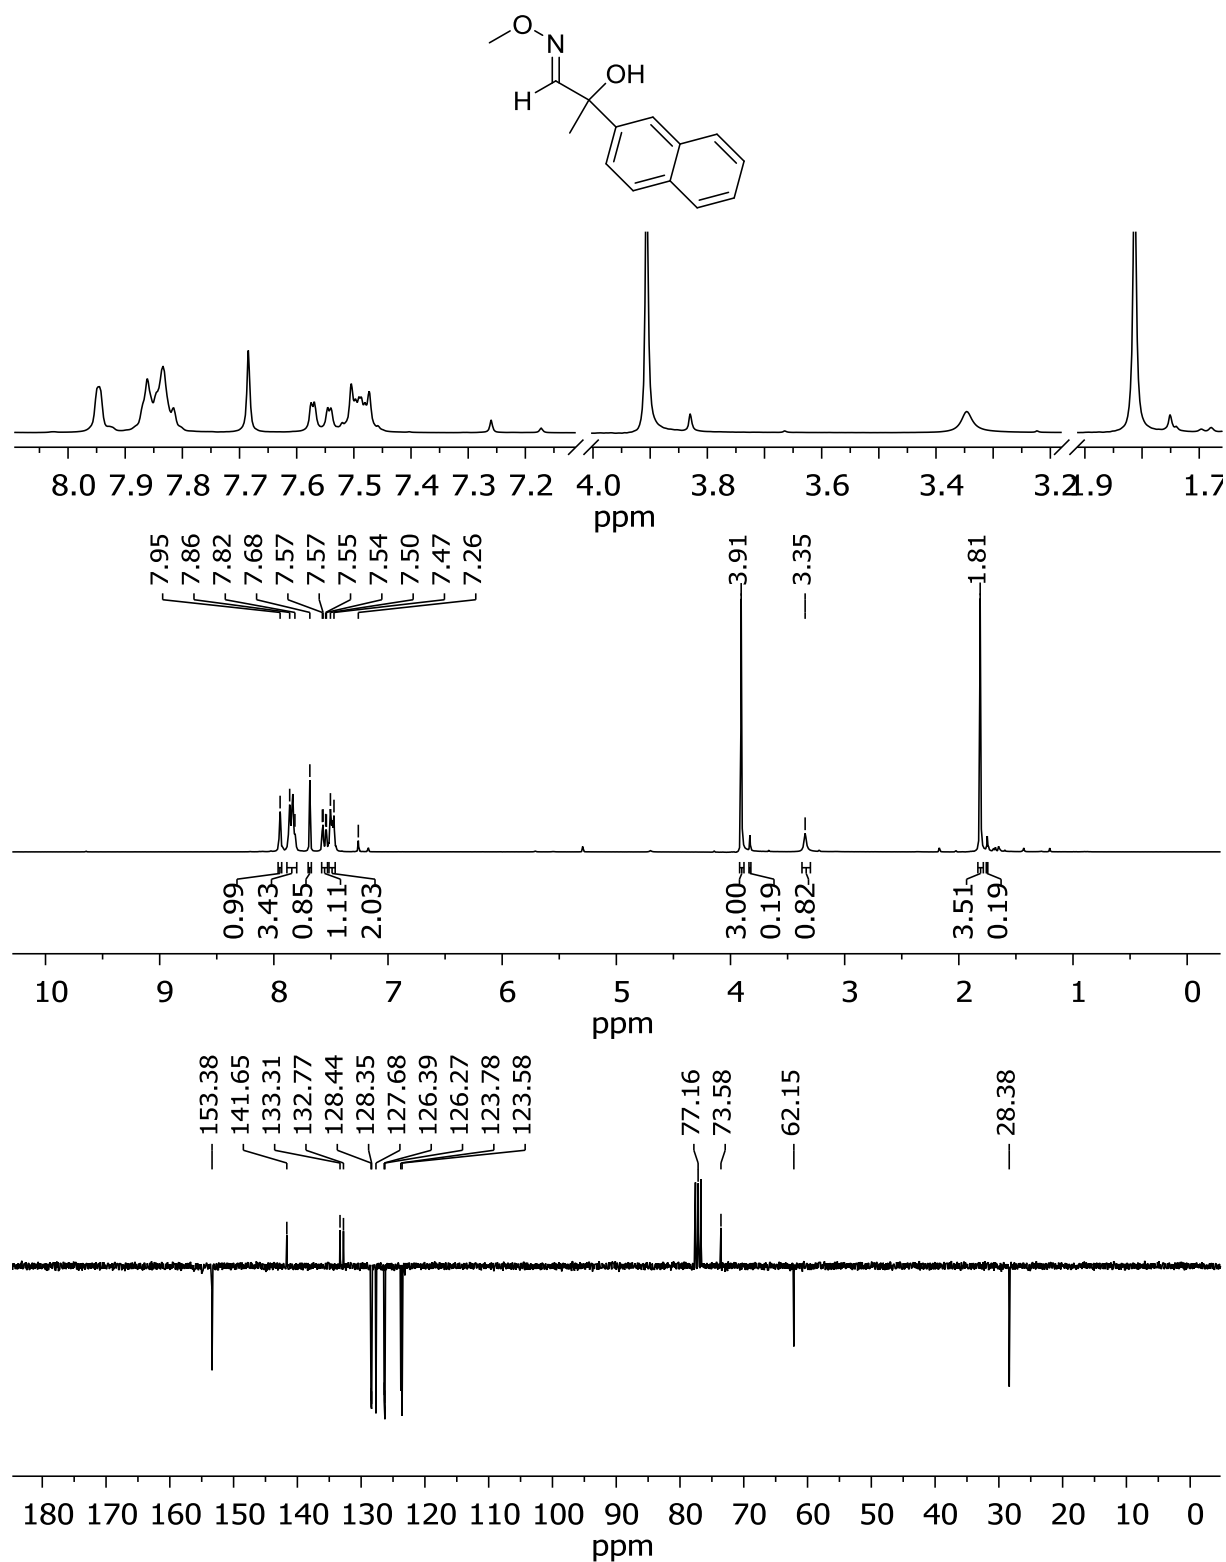 O
N
OH
H
8.0 7.9 7.8 7.7 7.6 7.5 7.4 7.3 7.2 4.0 3.8 3.6 3.4 3.2 1.9 1.7
ppm
7.95 7.86 7.82 7.68 7.57 7.57 7.55 7.54 7.50 7.47 7.26 3.91 3.35 1.81
0.99 3.43 0.85 1.11 2.03 3.00 0.19 0.82 3.51 0.19
10 9 8 7 6 5 4 3 2 1 0
ppm
153.38 141.65 133.31 132.77 128.44 128.35 127.68 126.39 126.27 123.78 123.58 77.16 73.58 62.15 28.38
180 170 160 150 140 130 120 110 100 90 80 70 60 50 40 30 20 10 0
ppm